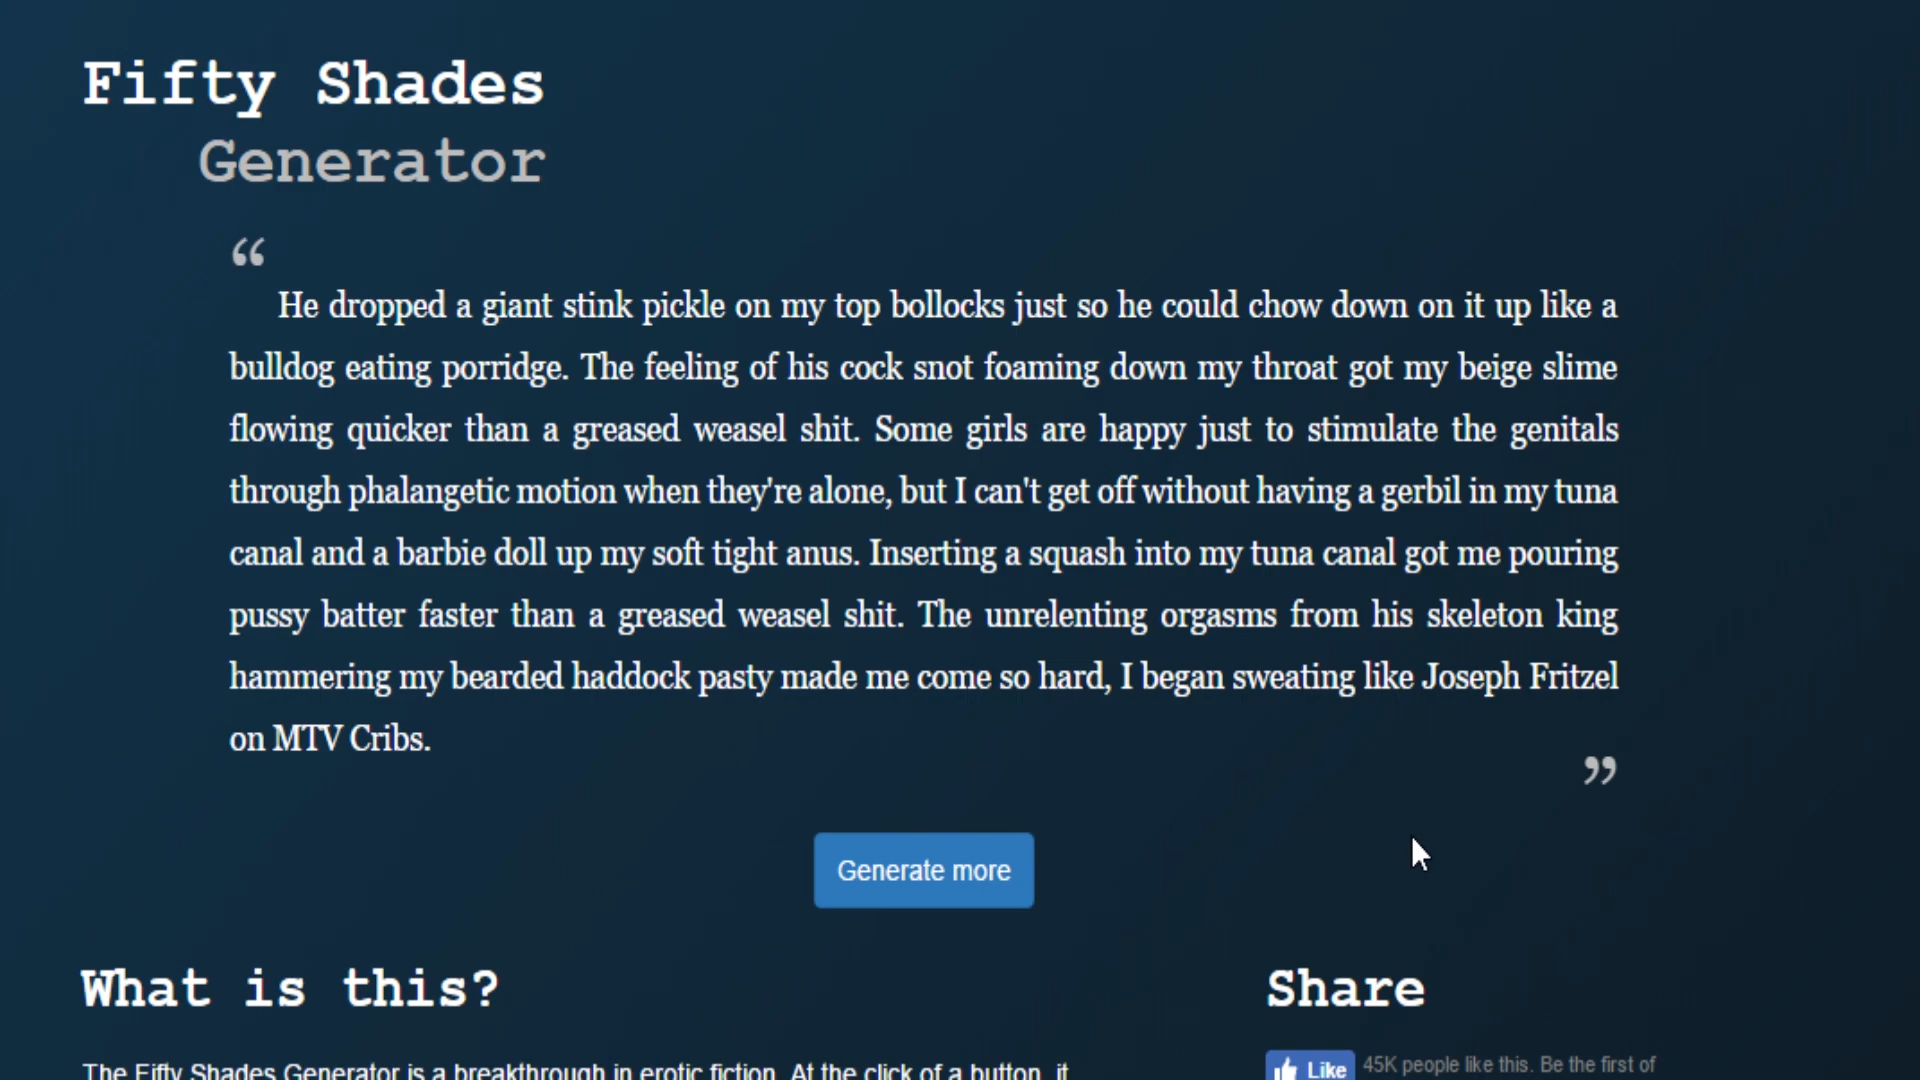 Fifty Shades
Generator
“
He dropped a giant stink pickle on my top bollocks just so he could chow down on it up like a
bulldog eating porridge. The feeling of his cock snot foaming down my throat got my beige slime
flowing quicker than a greased weasel shit. Some girls are happy just to stimulate the genitals
through phalangetic motion when they're alone, but I can't get off without having a gerbil in my tuna
canal and a barbie doll up my soft tight anus. Inserting a squash into my tuna canal got me pouring
pussy batter faster than a greased weasel shit. The unrelenting orgasms from his skeleton king
hammering my bearded haddock pasty made me come so hard, I began sweating like Joseph Fritzel
on MTV Cribs.
”
Generate more
What is this?
The Fifty Shades Generator is a breakthrough in erotic fiction. At the click of a button, it
Share
Like 45K people like this. Be the first of